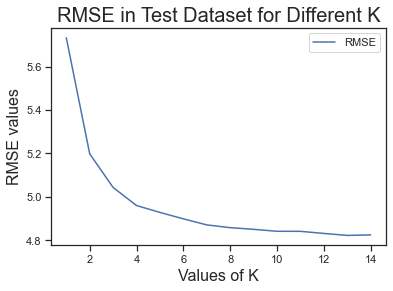 RMSE in Test Dataset for Different K
RMSE
5.6
5.4
5.2
5.0
4.8
RMSE values
2 4 6 8 10 12 14
Values of K